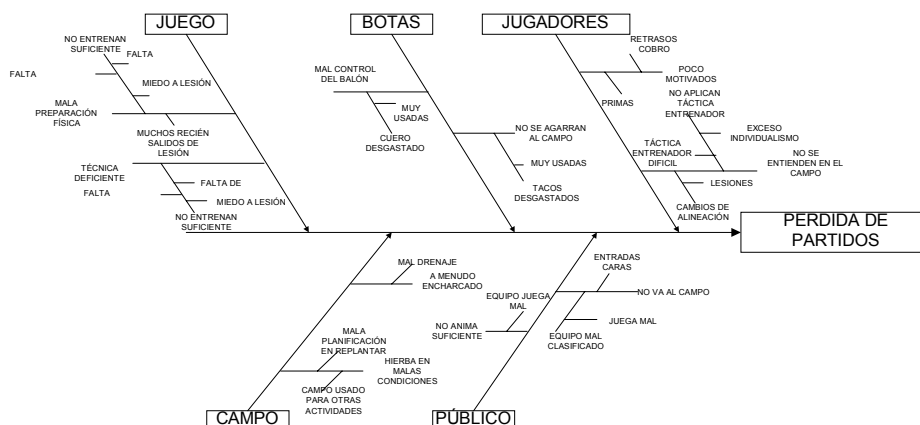 JUEGO
BOTAS
JUGADORES
NO ENTRENAN
SUFICIENTE
FALTA
FALTA
MIEDO A LESIÓN
MALA
PREPARACIÓN
FÍSICA
MUCHOS RECIÉN
SALIDOS DE
LESIÓN
TÉCNICA
DEFICIENTE
FALTA DE
FALTA
MIEDO A LESIÓN
NO ENTRENAN
SUFICIENTE
MAL CONTROL
DEL BALÓN
MUY
USADAS
CUERO
DESGASTADO
NO SE AGARRAN
AL CAMPO
MUY USADAS
TACOS
DESGASTADOS
RETRASOS
COBRO
POCO
MOTIVADOS
PRIMAS
NO APLICAN
TÁCTICA
ENTRENADOR
EXCESO
INDIVIDUALISMO
TÁCTICA
ENTRENADOR
DIFICIL
NO SE
ENTIENDEN EN EL
CAMPO
LESIONES
CAMBIOS DE
ALINEACIÓN
PERDIDA DE
PARTIDOS
MAL DRENAJE
A MENUDO
ENCHARCADO
MALA
PLANIFICACIÓN
EN REPLANTAR
HIERBA EN
MALAS
CONDICIONES
CAMPO USADO
PARA OTRAS
ACTIVIDADES
EQUIPO JUEGA
MAL
NO ANIMA
SUFICIENTE
ENTRADAS
CARAS
NO VA AL CAMPO
JUEGA MAL
EQUIPO MAL
CLASIFICADO
CAMPO
PÚBLICO